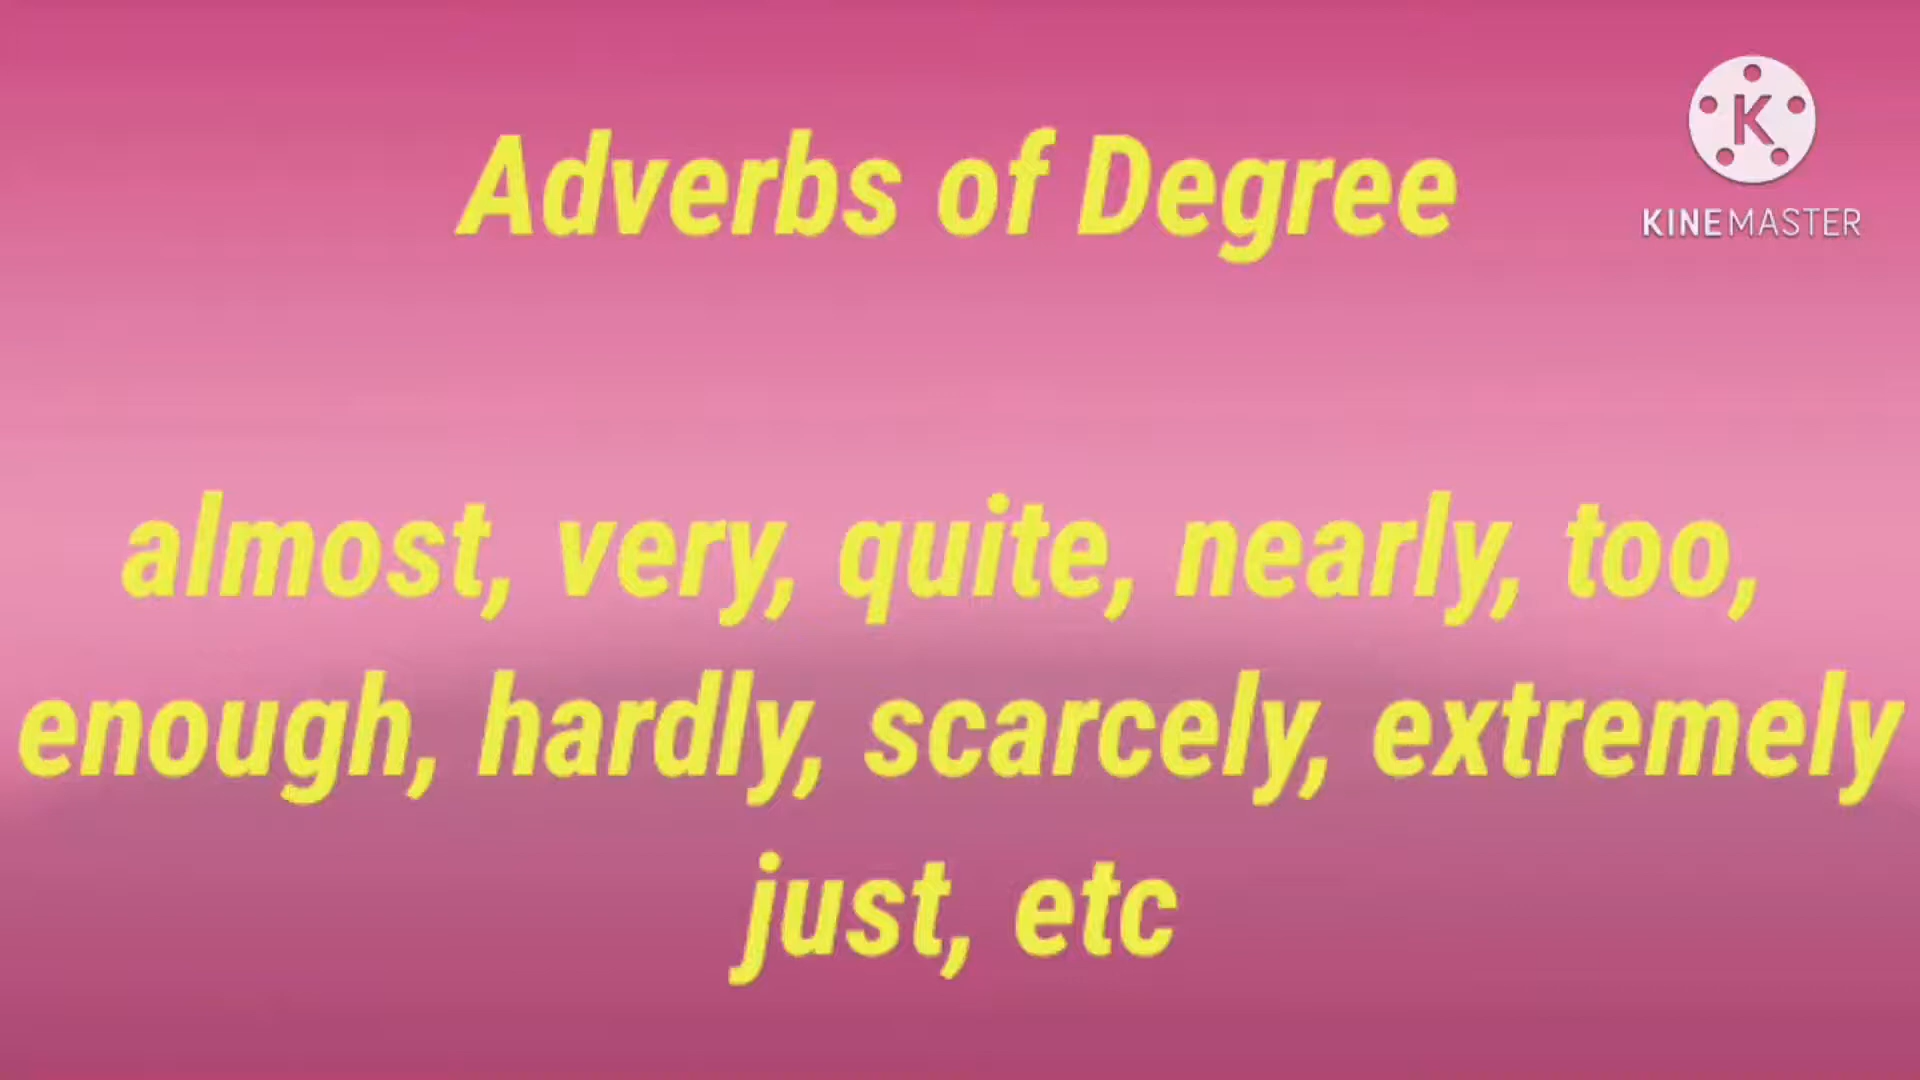 Adverbs of Degree
K
KINEMASTER
almost, very, quite, nearly, too,
enough, hardly, scarcely, extremely
just, etc